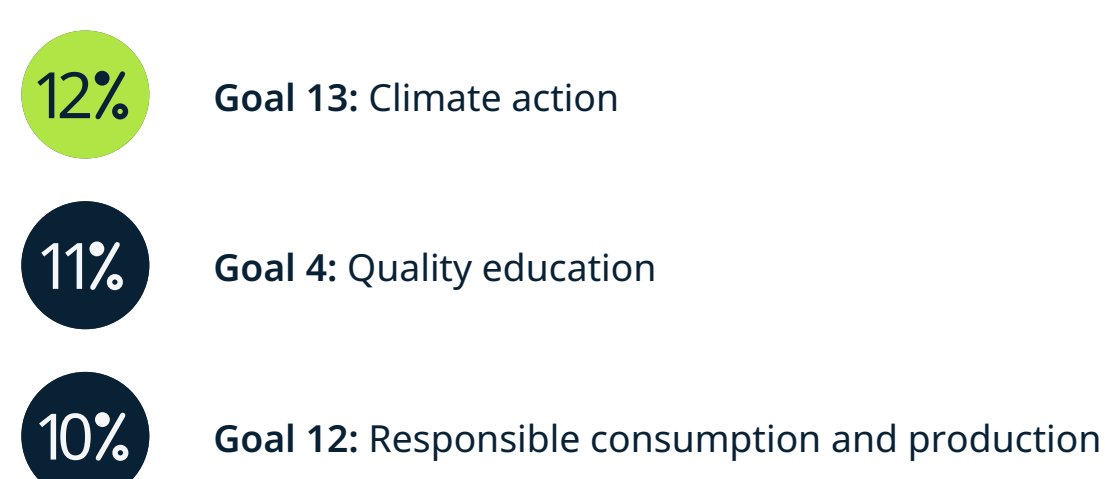 12% Goal 13: Climate action
11% Goal 4: Quality education
10% Goal 12: Responsible consumption and production